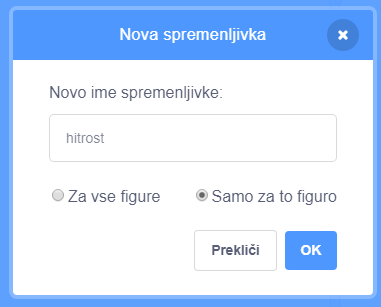 Nova spremenljivka
Novo ime spremenljivke:
hitrost
Za vse figure Samo za to figuro
Prekliči OK